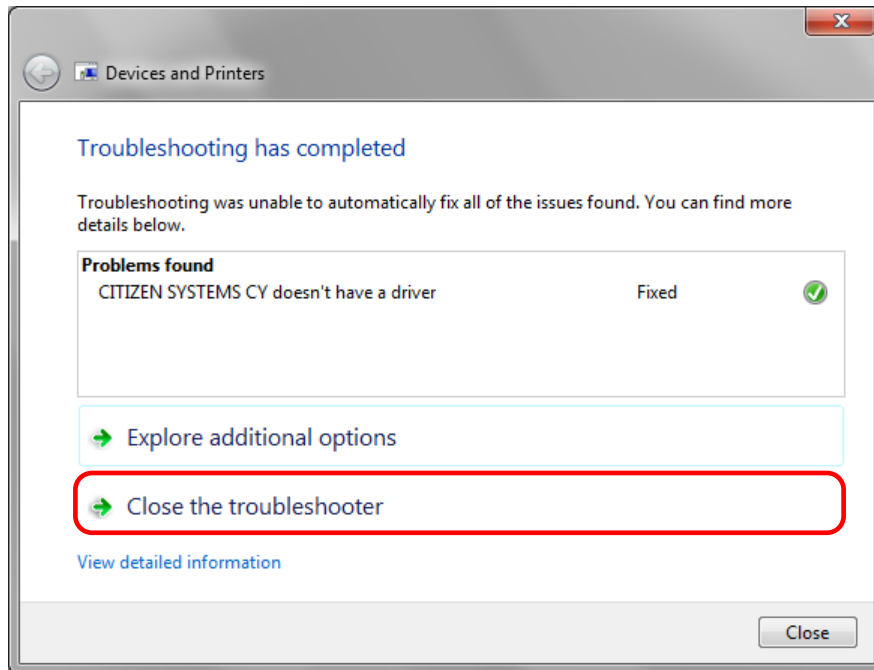 Devices and Printers
Troubleshooting has completed
Troubleshooting was unable to automatically fix all of the issues found. You can find more
details below.
Problems found
CITIZEN SYSTEMS CY doesn't have a driver Fixed
Explore additional options
Close the troubleshooter
View detailed information
Close